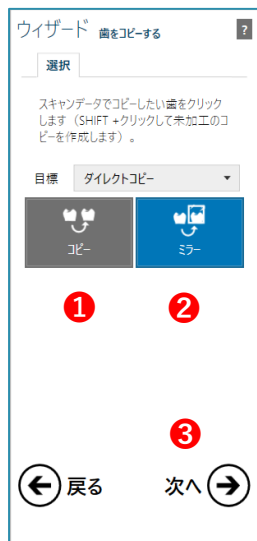 ウィザード 歯をコピーする ?
選択
スキャンデータでコピーしたい歯をクリック
します（SHIFT +クリックして未加工のコ
ピーを作成します）。
目標 ダイレクトコピー
コピー ミラー
1 2
3
戻る 次へ